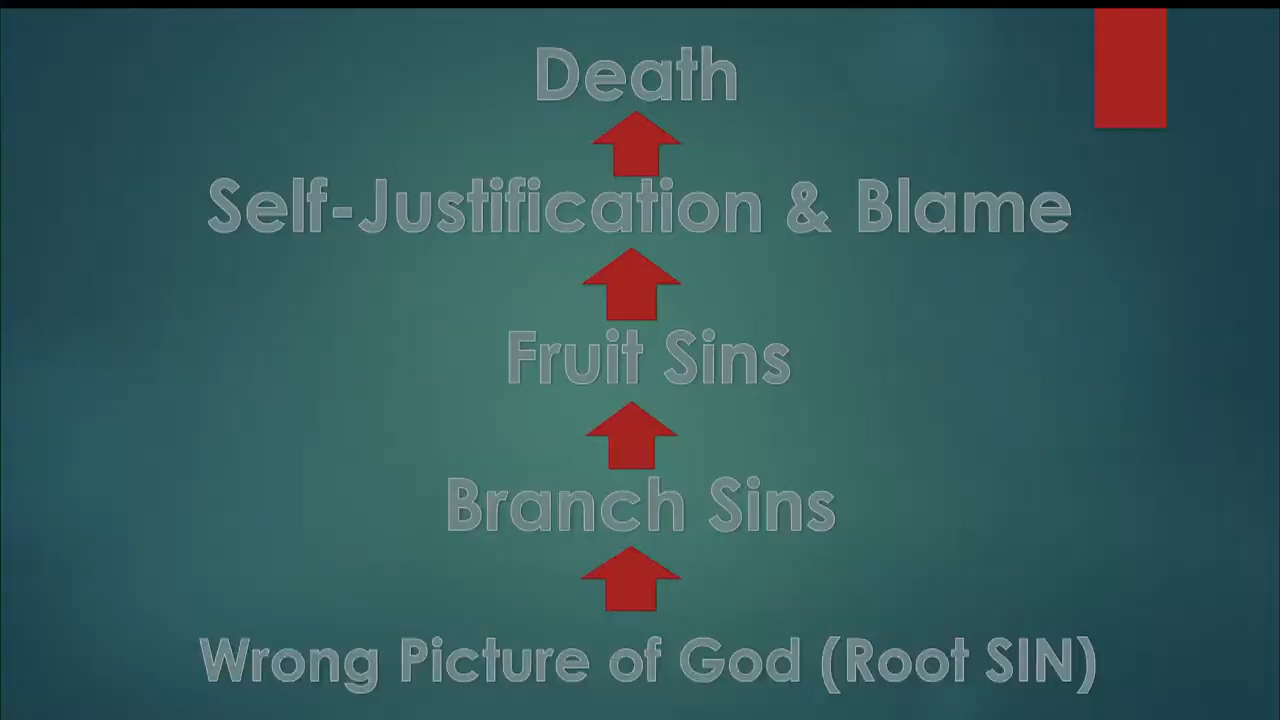 Death
Self-Justification & Blame
Fruit Sins
Branch Sins
Wrong Picture of God (Root SIN)